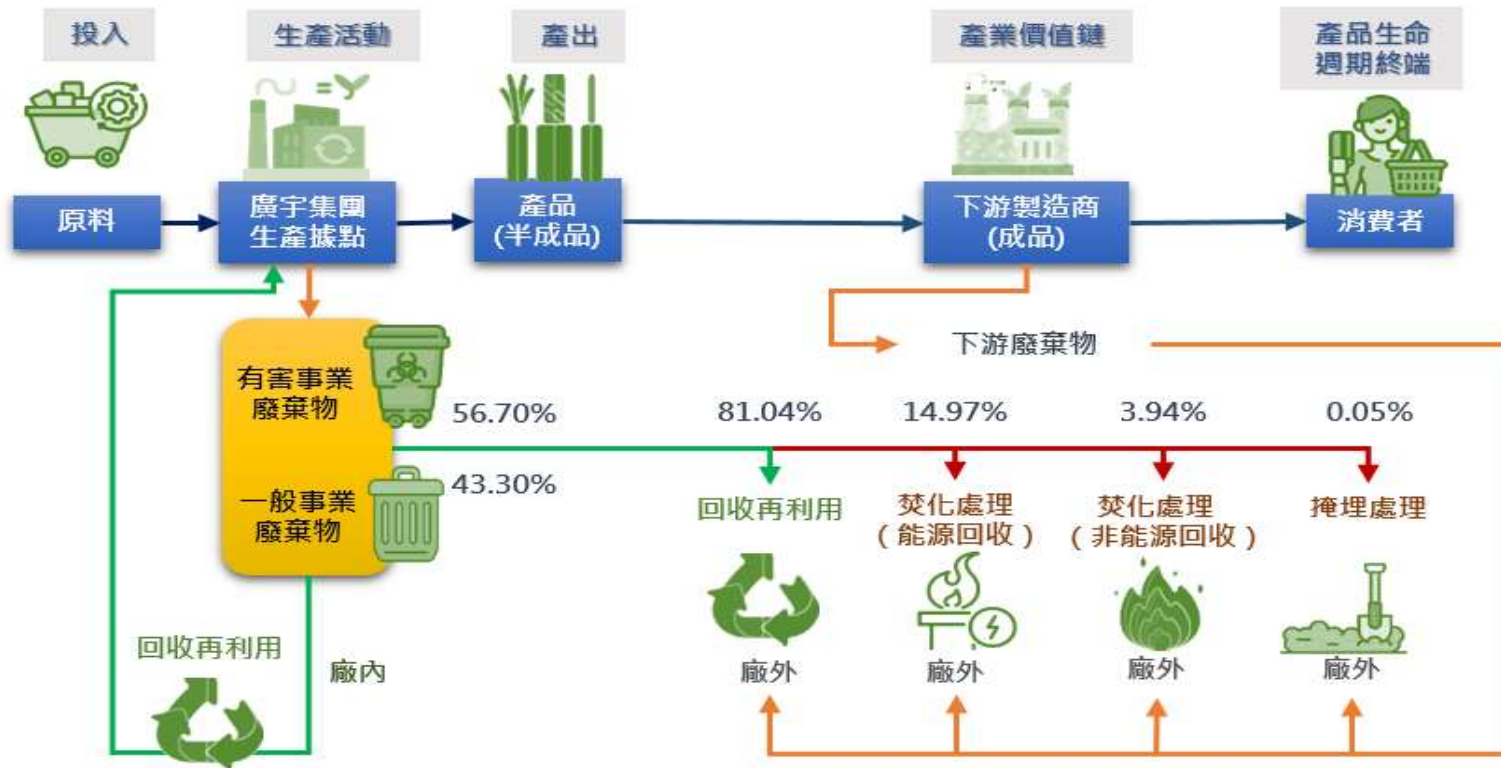 投入
生產活動
產出
產業價值鏈
產品生命
週期終端
原料
廣宇集團
生產據點
產品
(半成品)
下游製造商
(成品)
消費者
下游廢棄物
有害事業
廢棄物
56.70%
81.04%
14.97%
3.94%
0.05%
一般事業
廢棄物
43.30%
回收再利用
焚化處理
(能源回收)
焚化處理
(非能源回收)
掩埋處理
回收再利用
廠內
廠外
廠外
廠外
廠外